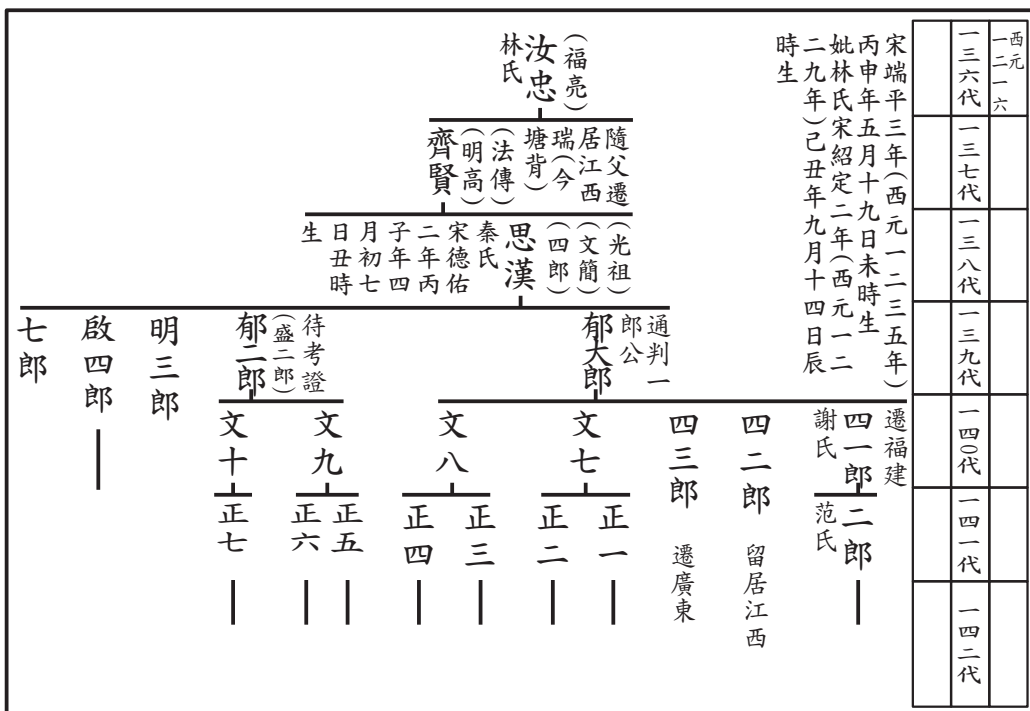 西元
一二一六
一三六代
一三七代
一三八代
一三九代
一四〇代
一四一代
一四二代
宋端平三年(西元一二三五年)
丙申年五月十九日未時生
妣林氏宋紹定二年(西元一二
二九年)己丑年九月十四日辰
時生
(福亮)
汝忠
林氏
隨父遷
居江西
瑞(今
塘背)
(法傳)
(明高)
齊賢
(光祖)
(文簡)
(四郎)
思漢
秦氏
宋德佑
二年丙
子年四
月初七
日丑時
生
通判一
郎公
郁大郎
待考證
(盛二郎)
郁二郎
明三郎
啟四郎
七郎
遷福建
四一郎
謝氏
四二郎
留居江西
四三郎
遷廣東
文七
文八
文九
文十
二郎
范氏
正一
正二
正三
正四
正五
正六
正七